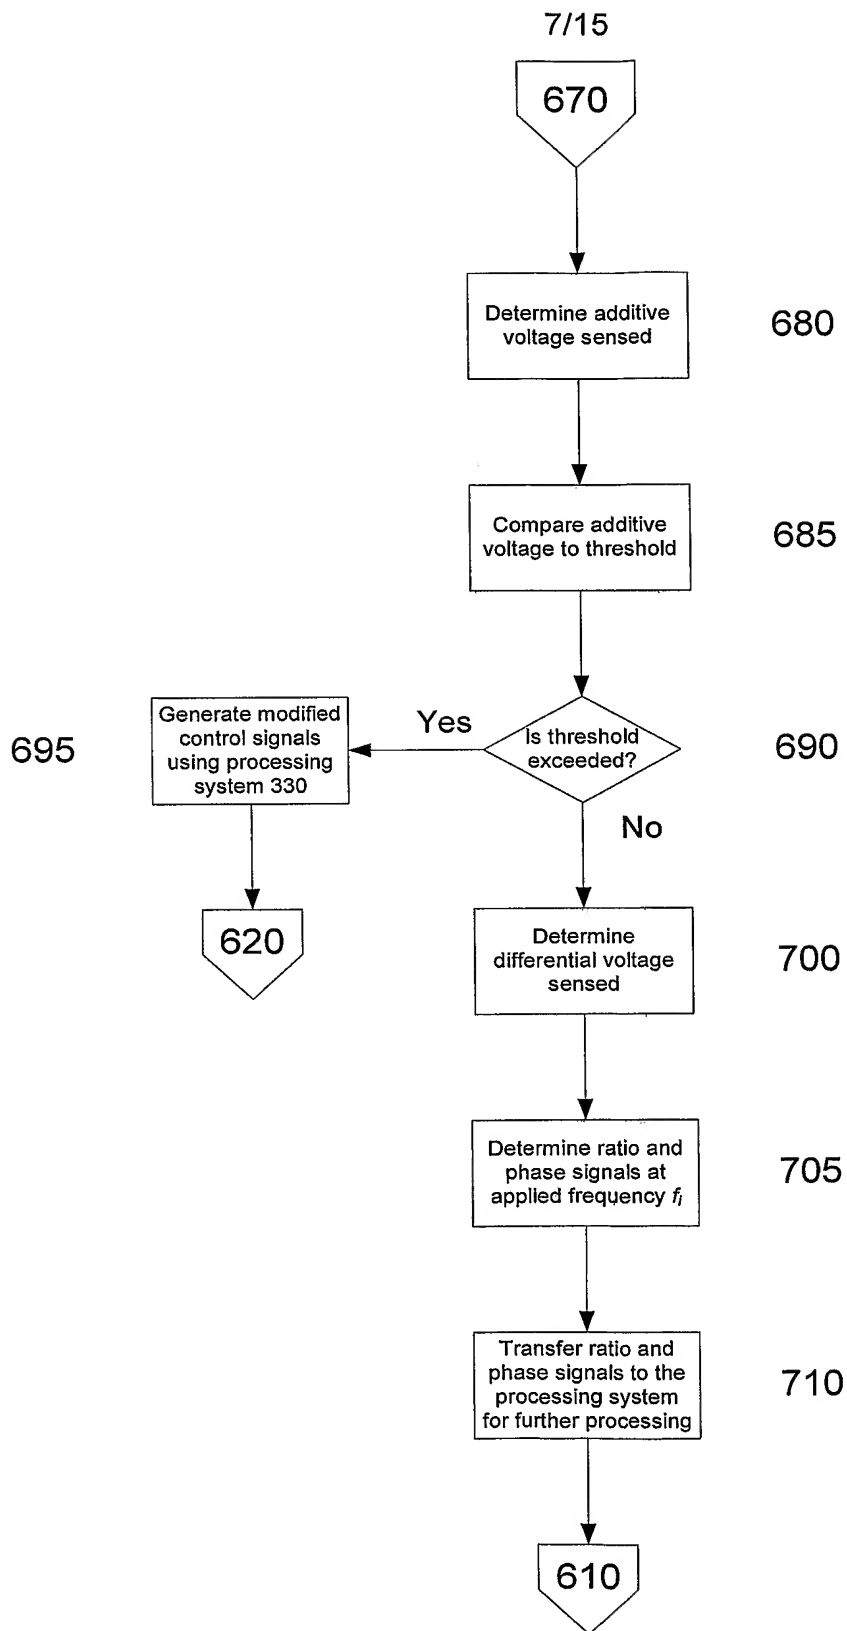 7/15
670
Determine additive
voltage sensed
680
Compare additive
voltage to threshold
685
Is threshold
exceeded?
690
Yes
Generate modified
control signals
using processing
system 330
695
620
No
Determine
differential voltage
sensed
700
Determine ratio and
phase signals at
applied frequency fi
705
Transfer ratio and
phase signals to the
processing system
for further processing
710
610